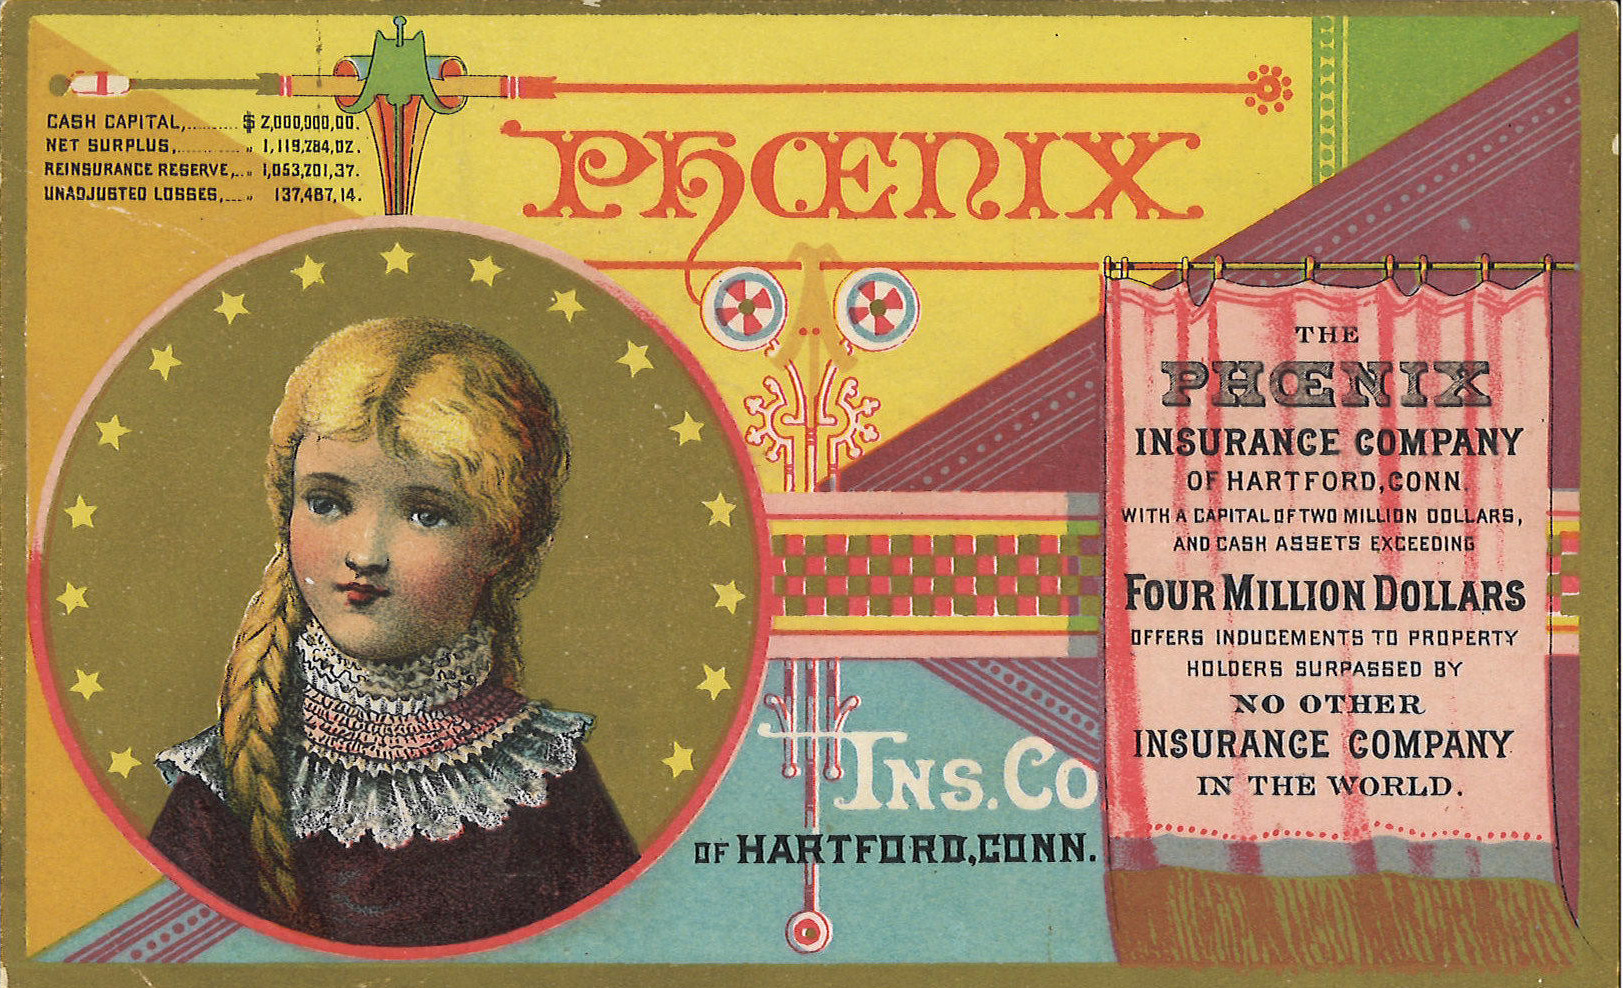 CASH CAPITAL,.......... $ 2,000,000,00.
NET SURPLUS,............ „ 1,119,284,02.
REINSURANCE RESERVE,... „ 1,053,201,37.
UNADJUSTED LOSSES,.... „ 137,487,14.
PHŒNIX
INS. CO
OF HARTFORD, CONN.
THE
PHŒNIX
INSURANCE COMPANY
OF HARTFORD, CONN.
WITH A CAPITAL OF TWO MILLION DOLLARS,
AND CASH ASSETS EXCEEDING
FOUR MILLION DOLLARS
OFFERS INDUCEMENTS TO PROPERTY
HOLDERS SURPASSED BY
NO OTHER
INSURANCE COMPANY
IN THE WORLD.